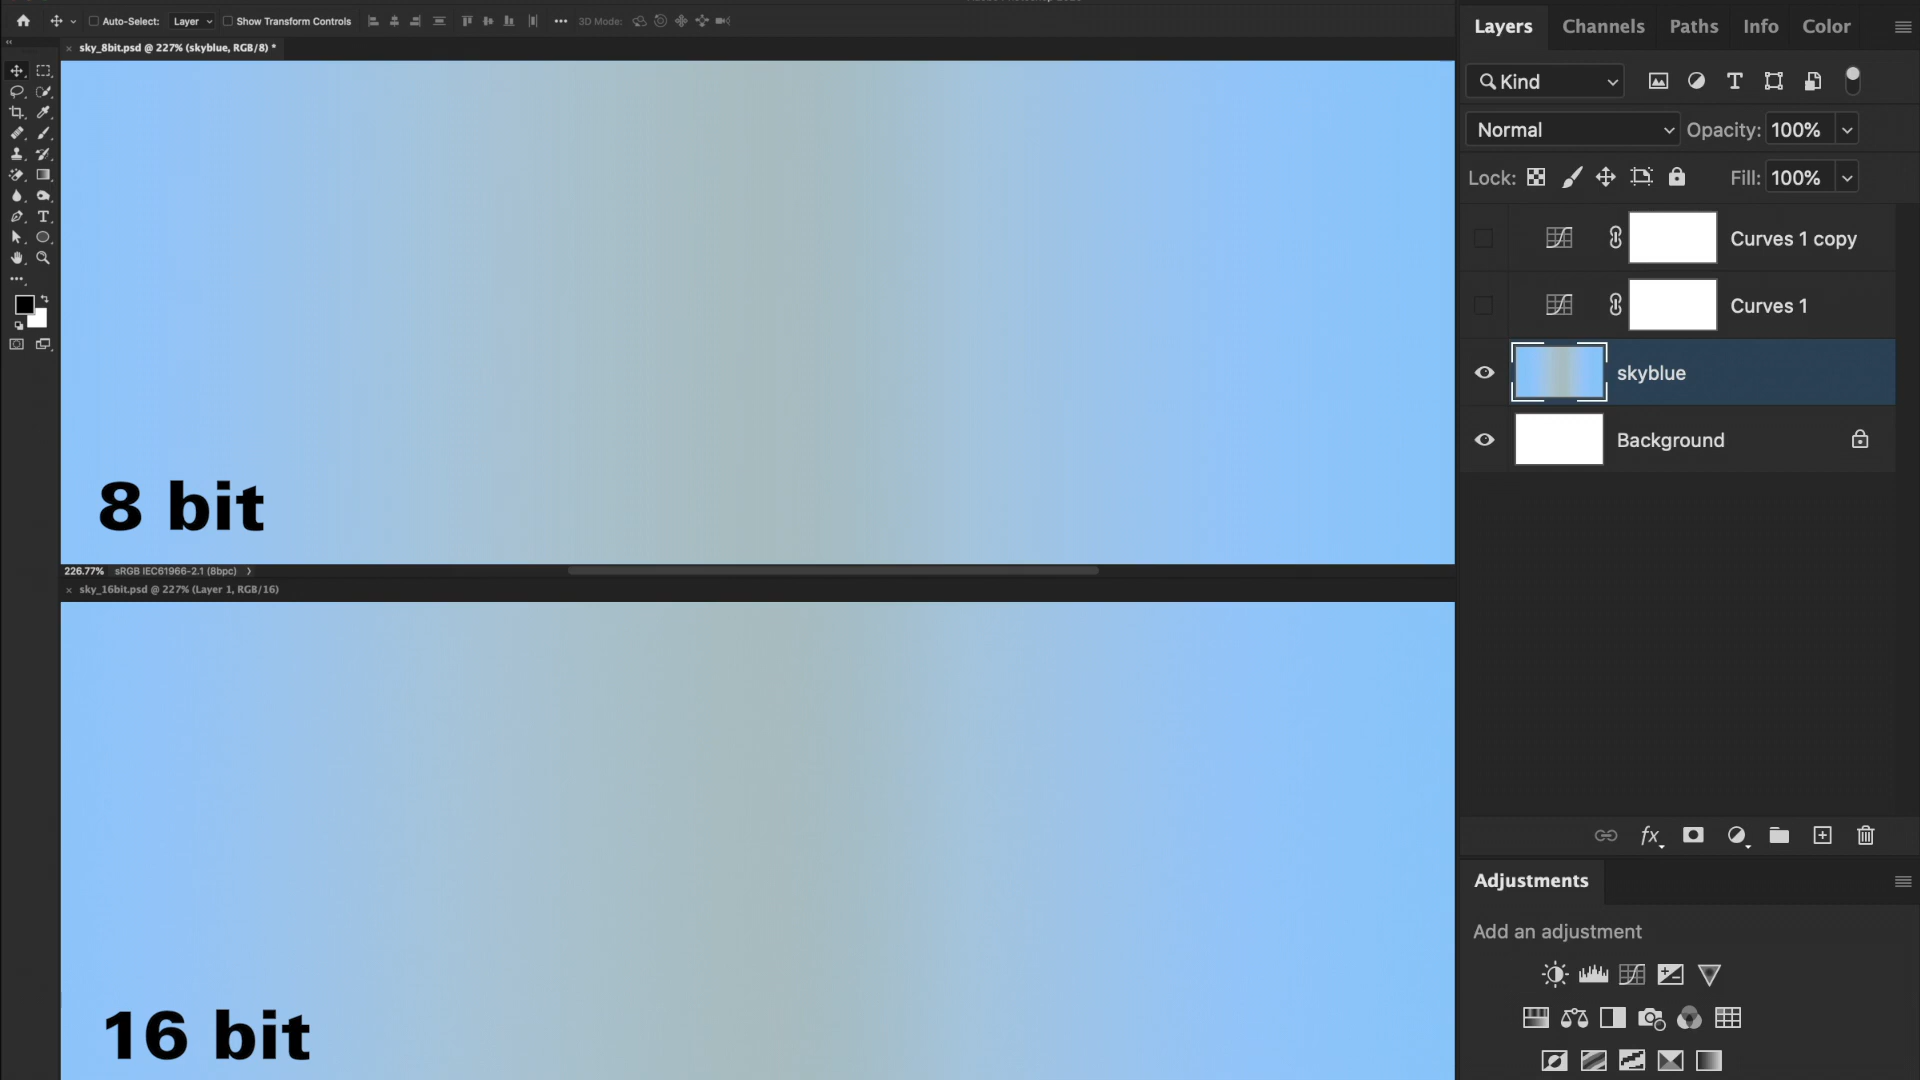 Auto-Select:
Layer
Show Transform Controls
3D Mode:
× sky_8bit.psd @ 227% (skyblue, RGB/8) *
8 bit
226.77%
sRGB IEC61966-2.1 (8bpc)
× sky_16bit.psd @ 227% (Layer 1, RGB/16)
16 bit
Layers
Channels
Paths
Info
Color
Kind
Normal
Opacity: 100%
Lock:
Fill: 100%
Curves 1 copy
Curves 1
skyblue
Background
fx
Adjustments
Add an adjustment